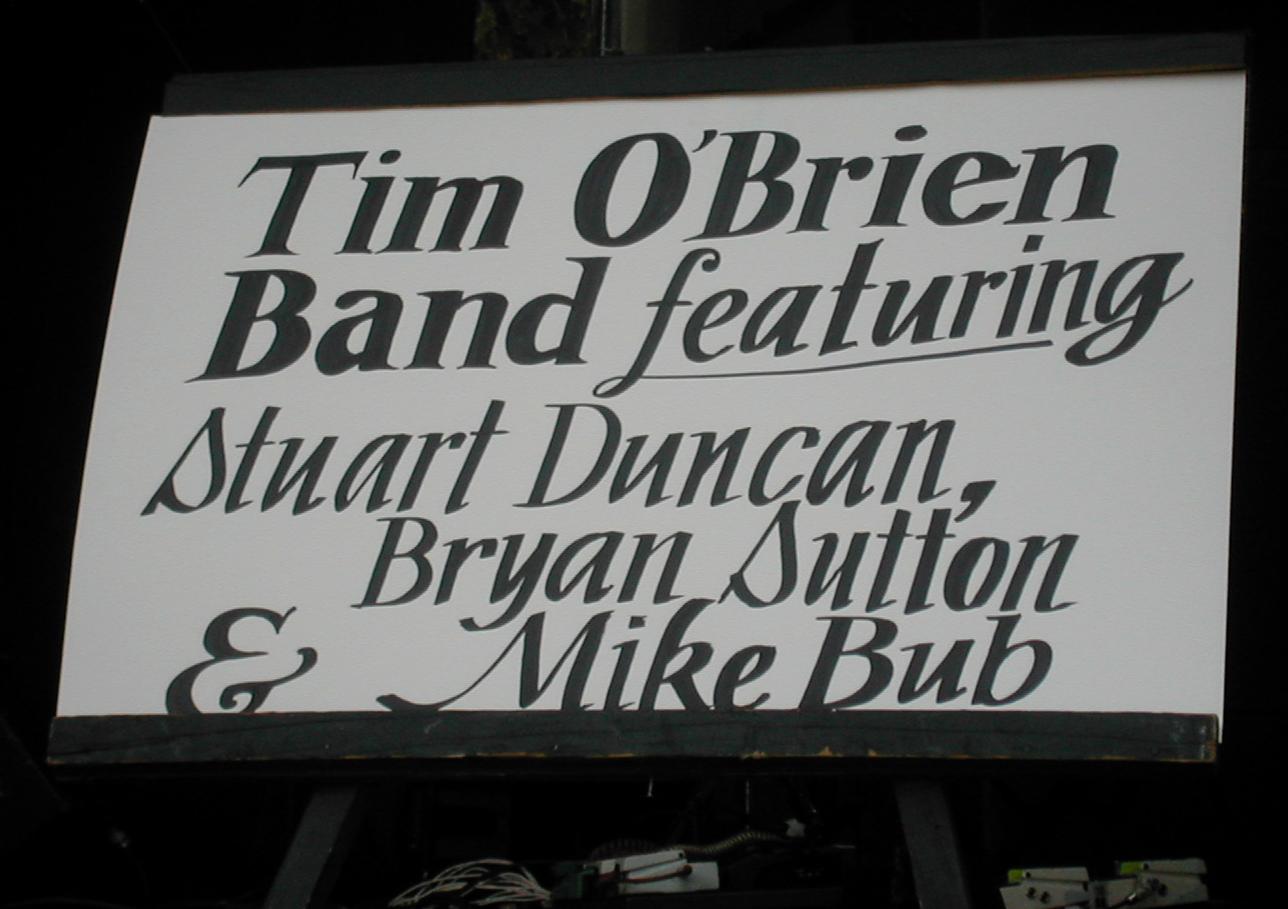 Tim O'Brien
Band featuring
Stuart Duncan,
Bryan Sutton
& Mike Bub